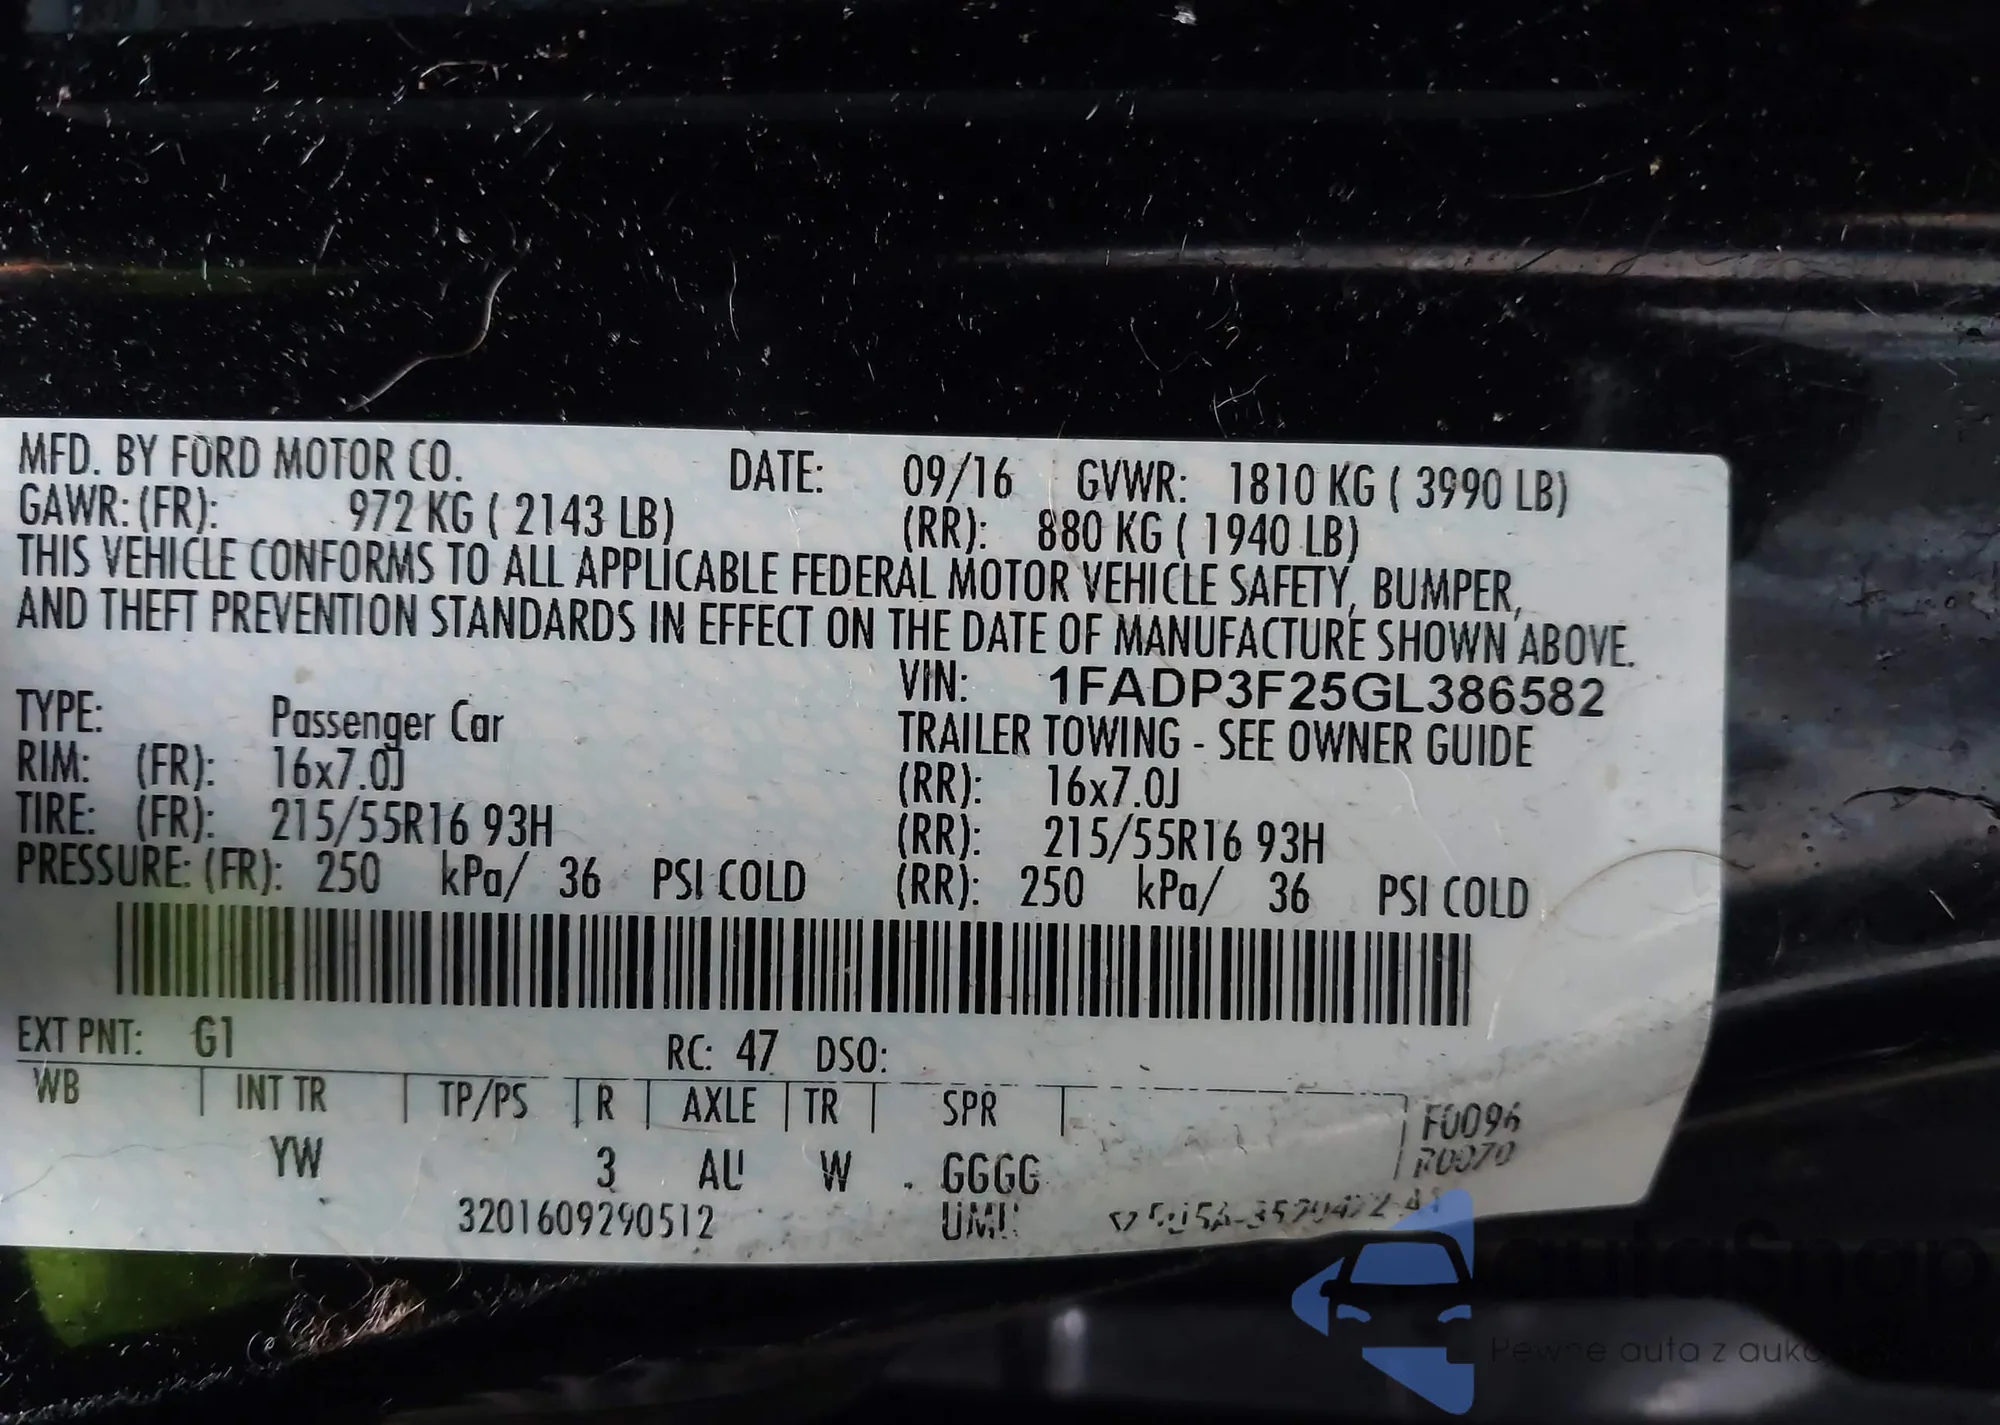 MFD. BY FORD MOTOR CO. DATE: 09/16 GVWR: 1810 KG ( 3990 LB)
GAWR: (FR): 972 KG ( 2143 LB) (RR): 880 KG ( 1940 LB)
THIS VEHICLE CONFORMS TO ALL APPLICABLE FEDERAL MOTOR VEHICLE SAFETY, BUMPER,
AND THEFT PREVENTION STANDARDS IN EFFECT ON THE DATE OF MANUFACTURE SHOWN ABOVE.
VIN: 1FADP3F25GL386582
TYPE: Passenger Car TRAILER TOWING - SEE OWNER GUIDE
RIM: (FR): 16x7.0J (RR): 16x7.0J
TIRE: (FR): 215/55R16 93H (RR): 215/55R16 93H
PRESSURE: (FR): 250 kPa/ 36 PSI COLD (RR): 250 kPa/ 36 PSI COLD
EXT PNT: G1 RC: 47 DSO:
WB INT TR TP/PS R AXLE TR SPR F0096
YW 3 AU W GGGG R0070
3201609290512
autoSnap
Pewne auta z